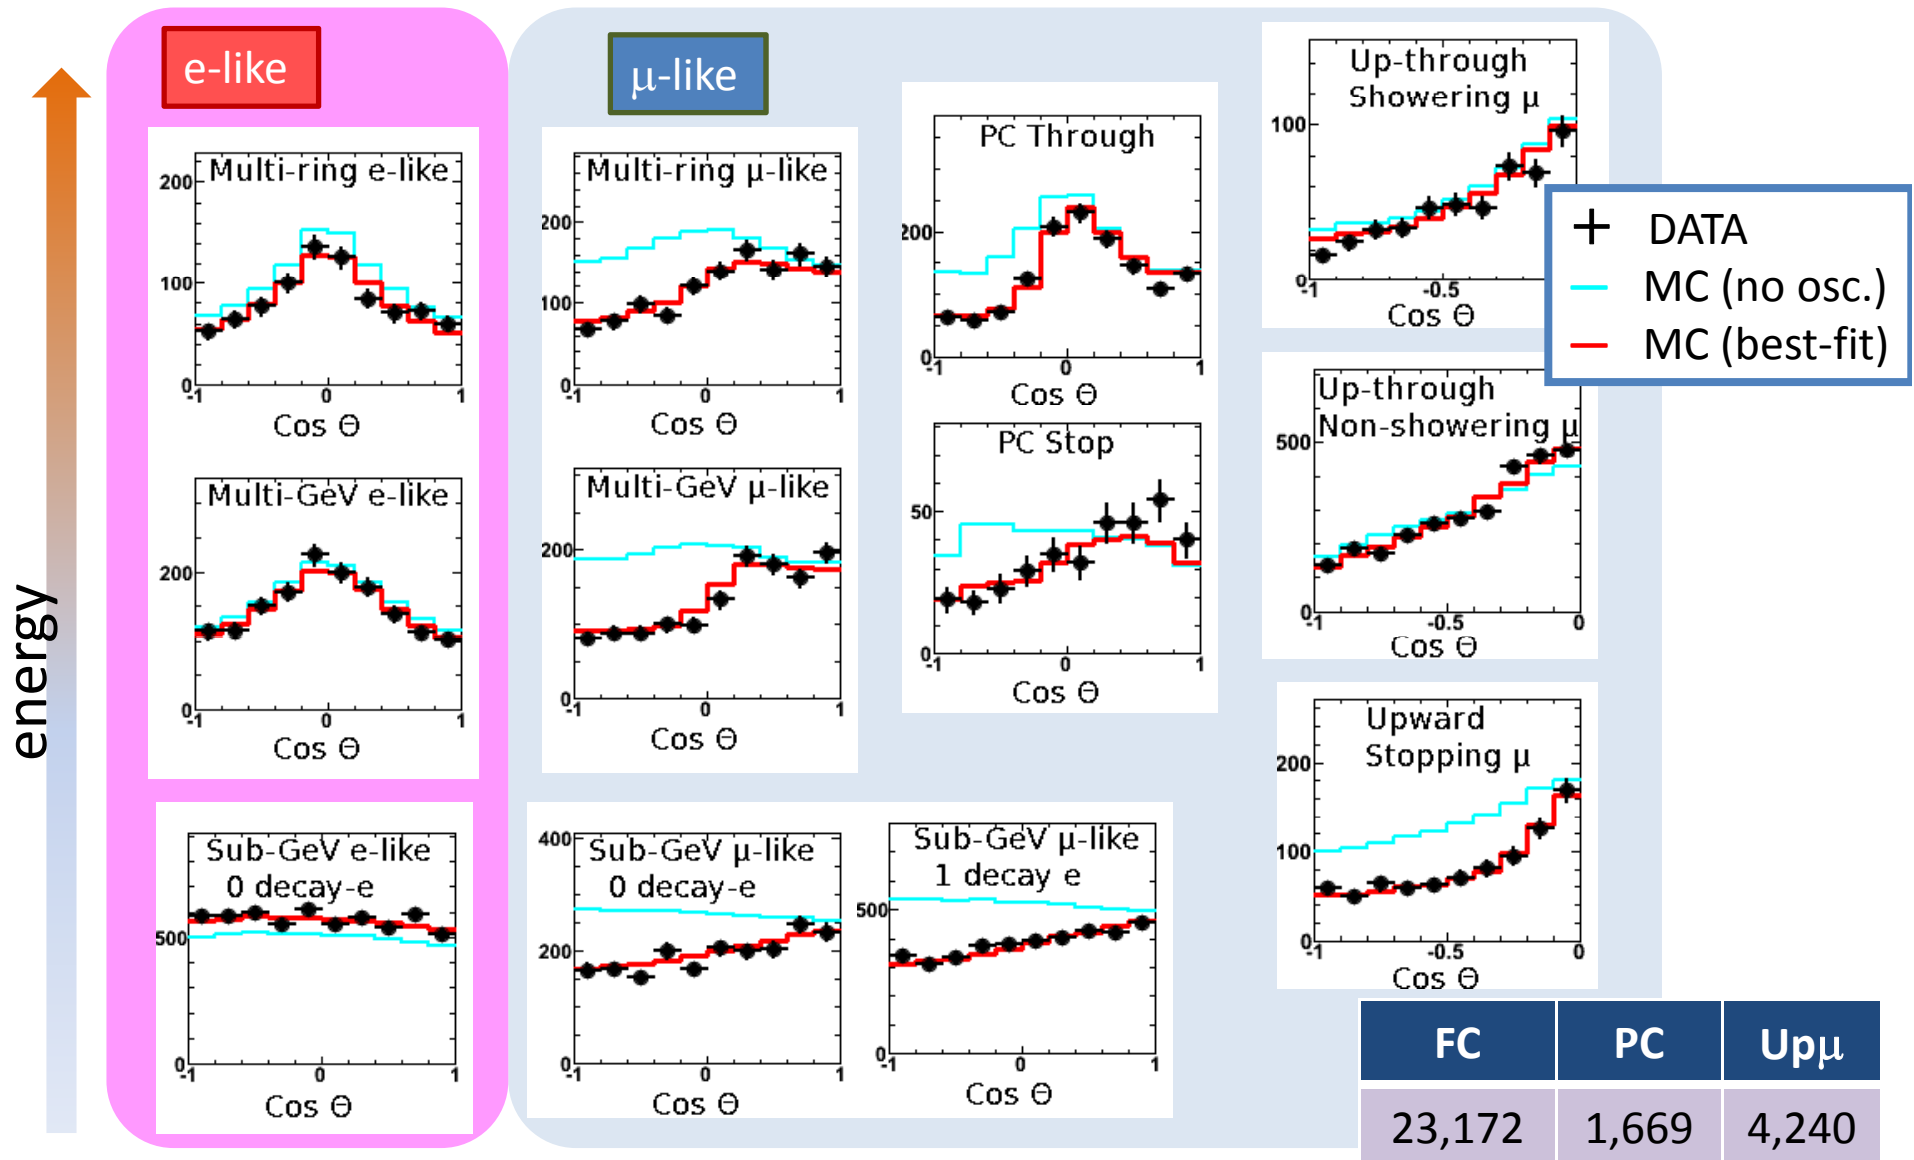 energy
e-like
Multi-ring e-like
200
100
0
-1 0 1
Cos Θ
Multi-GeV e-like
200
0
-1 0 1
Cos Θ
Sub-GeV e-like
0 decay-e
500
0
-1 0 1
Cos Θ
μ-like
Multi-ring μ-like
200
100
0
-1 0 1
Cos Θ
Multi-GeV μ-like
200
0
-1 0 1
Cos Θ
Sub-GeV μ-like
0 decay-e
400
200
0
-1 0 1
Cos Θ
Sub-GeV μ-like
1 decay e
500
0
-1 0 1
Cos Θ
PC Through
200
0
-1 0 1
Cos Θ
PC Stop
50
0
-1 0 1
Cos Θ
Up-through
Showering μ
100
0
-1 -0.5
Cos Θ
Up-through
Non-showering μ
500
0
-1 -0.5 0
Cos Θ
Upward
Stopping μ
200
100
0
-1 -0.5 0
Cos Θ
DATA
MC (no osc.)
MC (best-fit)
FC PC Upμ
23,172 1,669 4,240